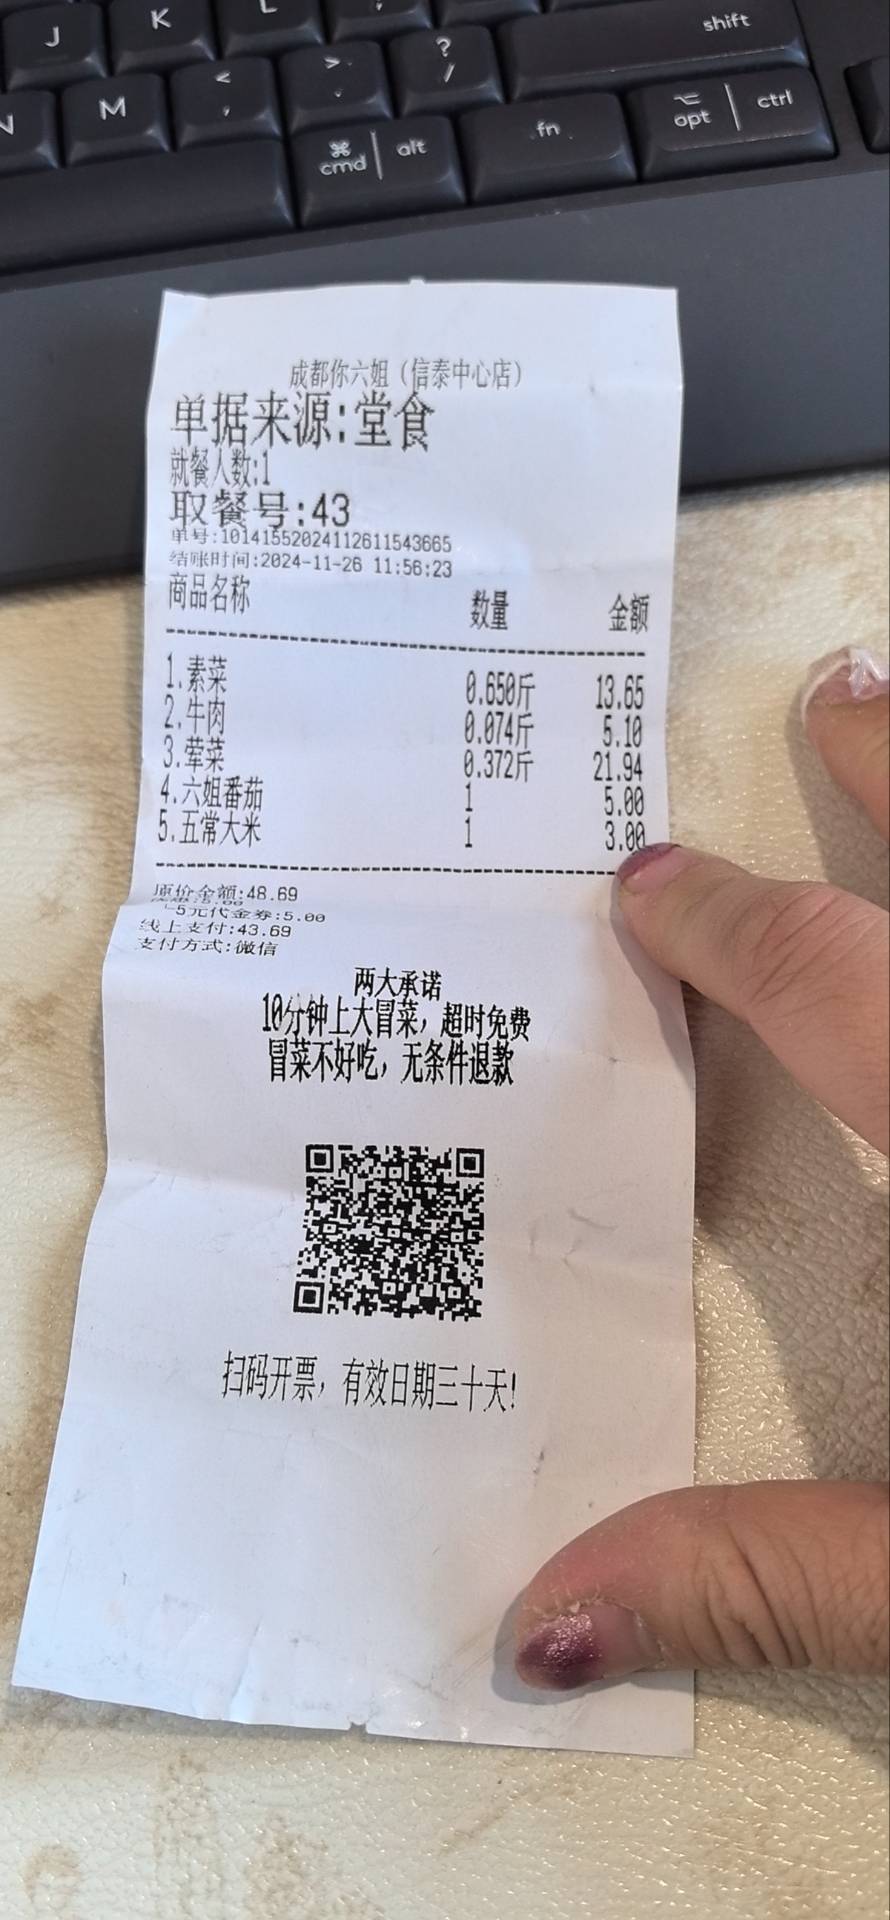 J K L
? /
shift
N M < , > .
⌘ cmd alt
fn
⌥ opt ctrl
成都你六姐（信泰中心店）
单据来源:堂食
就餐人数:1
取餐号:43
单号:10141552024112611543665
结账时间:2024-11-26 11:56:23
商品名称 数量 金额
1.素菜 0.650斤 13.65
2.牛肉 0.074斤 5.10
3.荤菜 0.372斤 21.94
4.六姐番茄 1 5.00
5.五常大米 1 3.00
原价金额:48.69
└5元代金券:5.00
线上支付:43.69
支付方式:微信
两大承诺
10分钟上大冒菜，超时免费
冒菜不好吃，无条件退款
扫码开票，有效日期三十天!